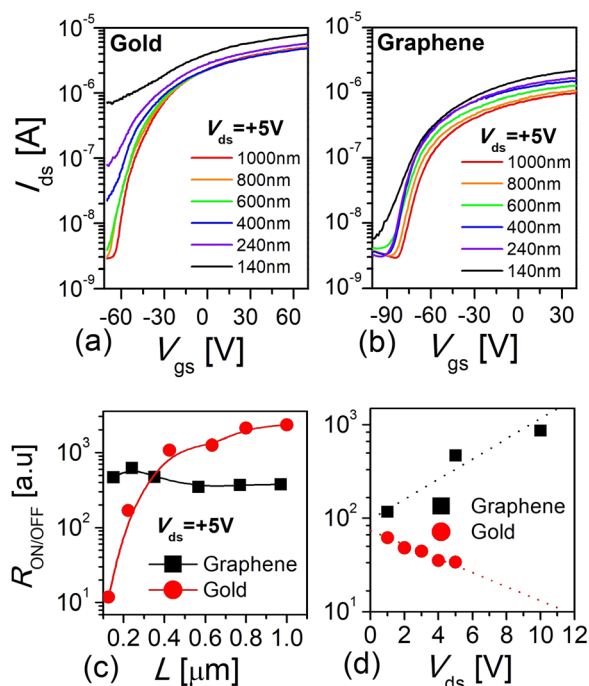 Gold
V_ds=+5V
1000nm
800nm
600nm
400nm
240nm
140nm
I_ds [A]
10^-5
10^-6
10^-7
10^-8
10^-9
-60 -30 0 30 60
(a) V_gs [V]
Graphene
V_ds=+5V
1000nm
800nm
600nm
400nm
240nm
140nm
10^-5
10^-6
10^-7
10^-8
10^-9
-90 -60 -30 0 30
(b) V_gs [V]
R_ON/OFF [a.u]
10^3
10^2
10^1
V_ds=+5V
Graphene
Gold
0.2 0.4 0.6 0.8 1.0
(c) L [μm]
10^3
10^2
10^1
Graphene
Gold
0 2 4 6 8 10 12
(d) V_ds [V]